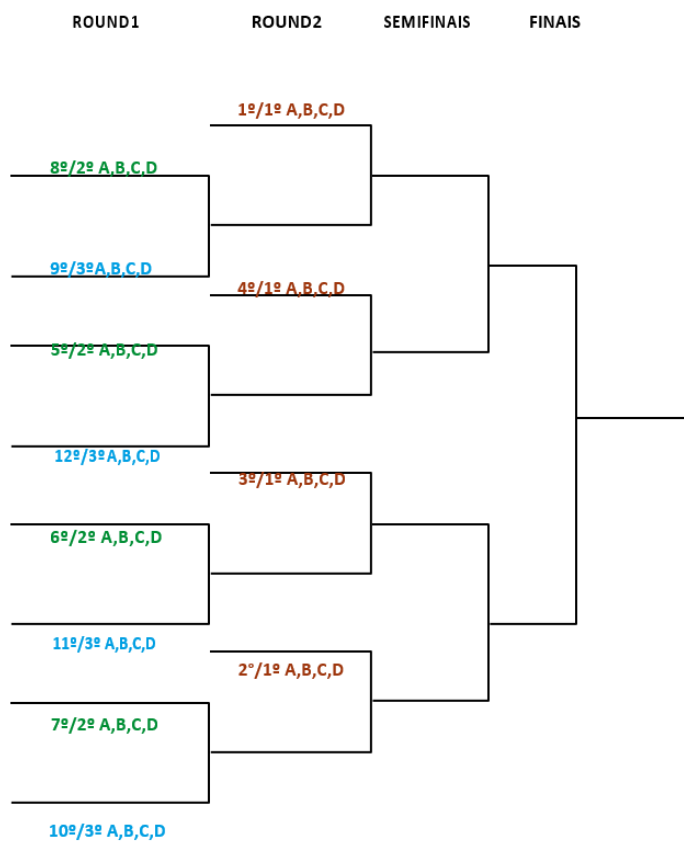 ROUND1 ROUND2 SEMIFINAIS FINAIS
1º/1º A,B,C,D
8º/2º A,B,C,D
9º/3ºA,B,C,D
4º/1º A,B,C,D
5º/2º A,B,C,D
12º/3ºA,B,C,D
3º/1º A,B,C,D
6º/2º A,B,C,D
11º/3º A,B,C,D
2°/1º A,B,C,D
7º/2º A,B,C,D
10º/3º A,B,C,D